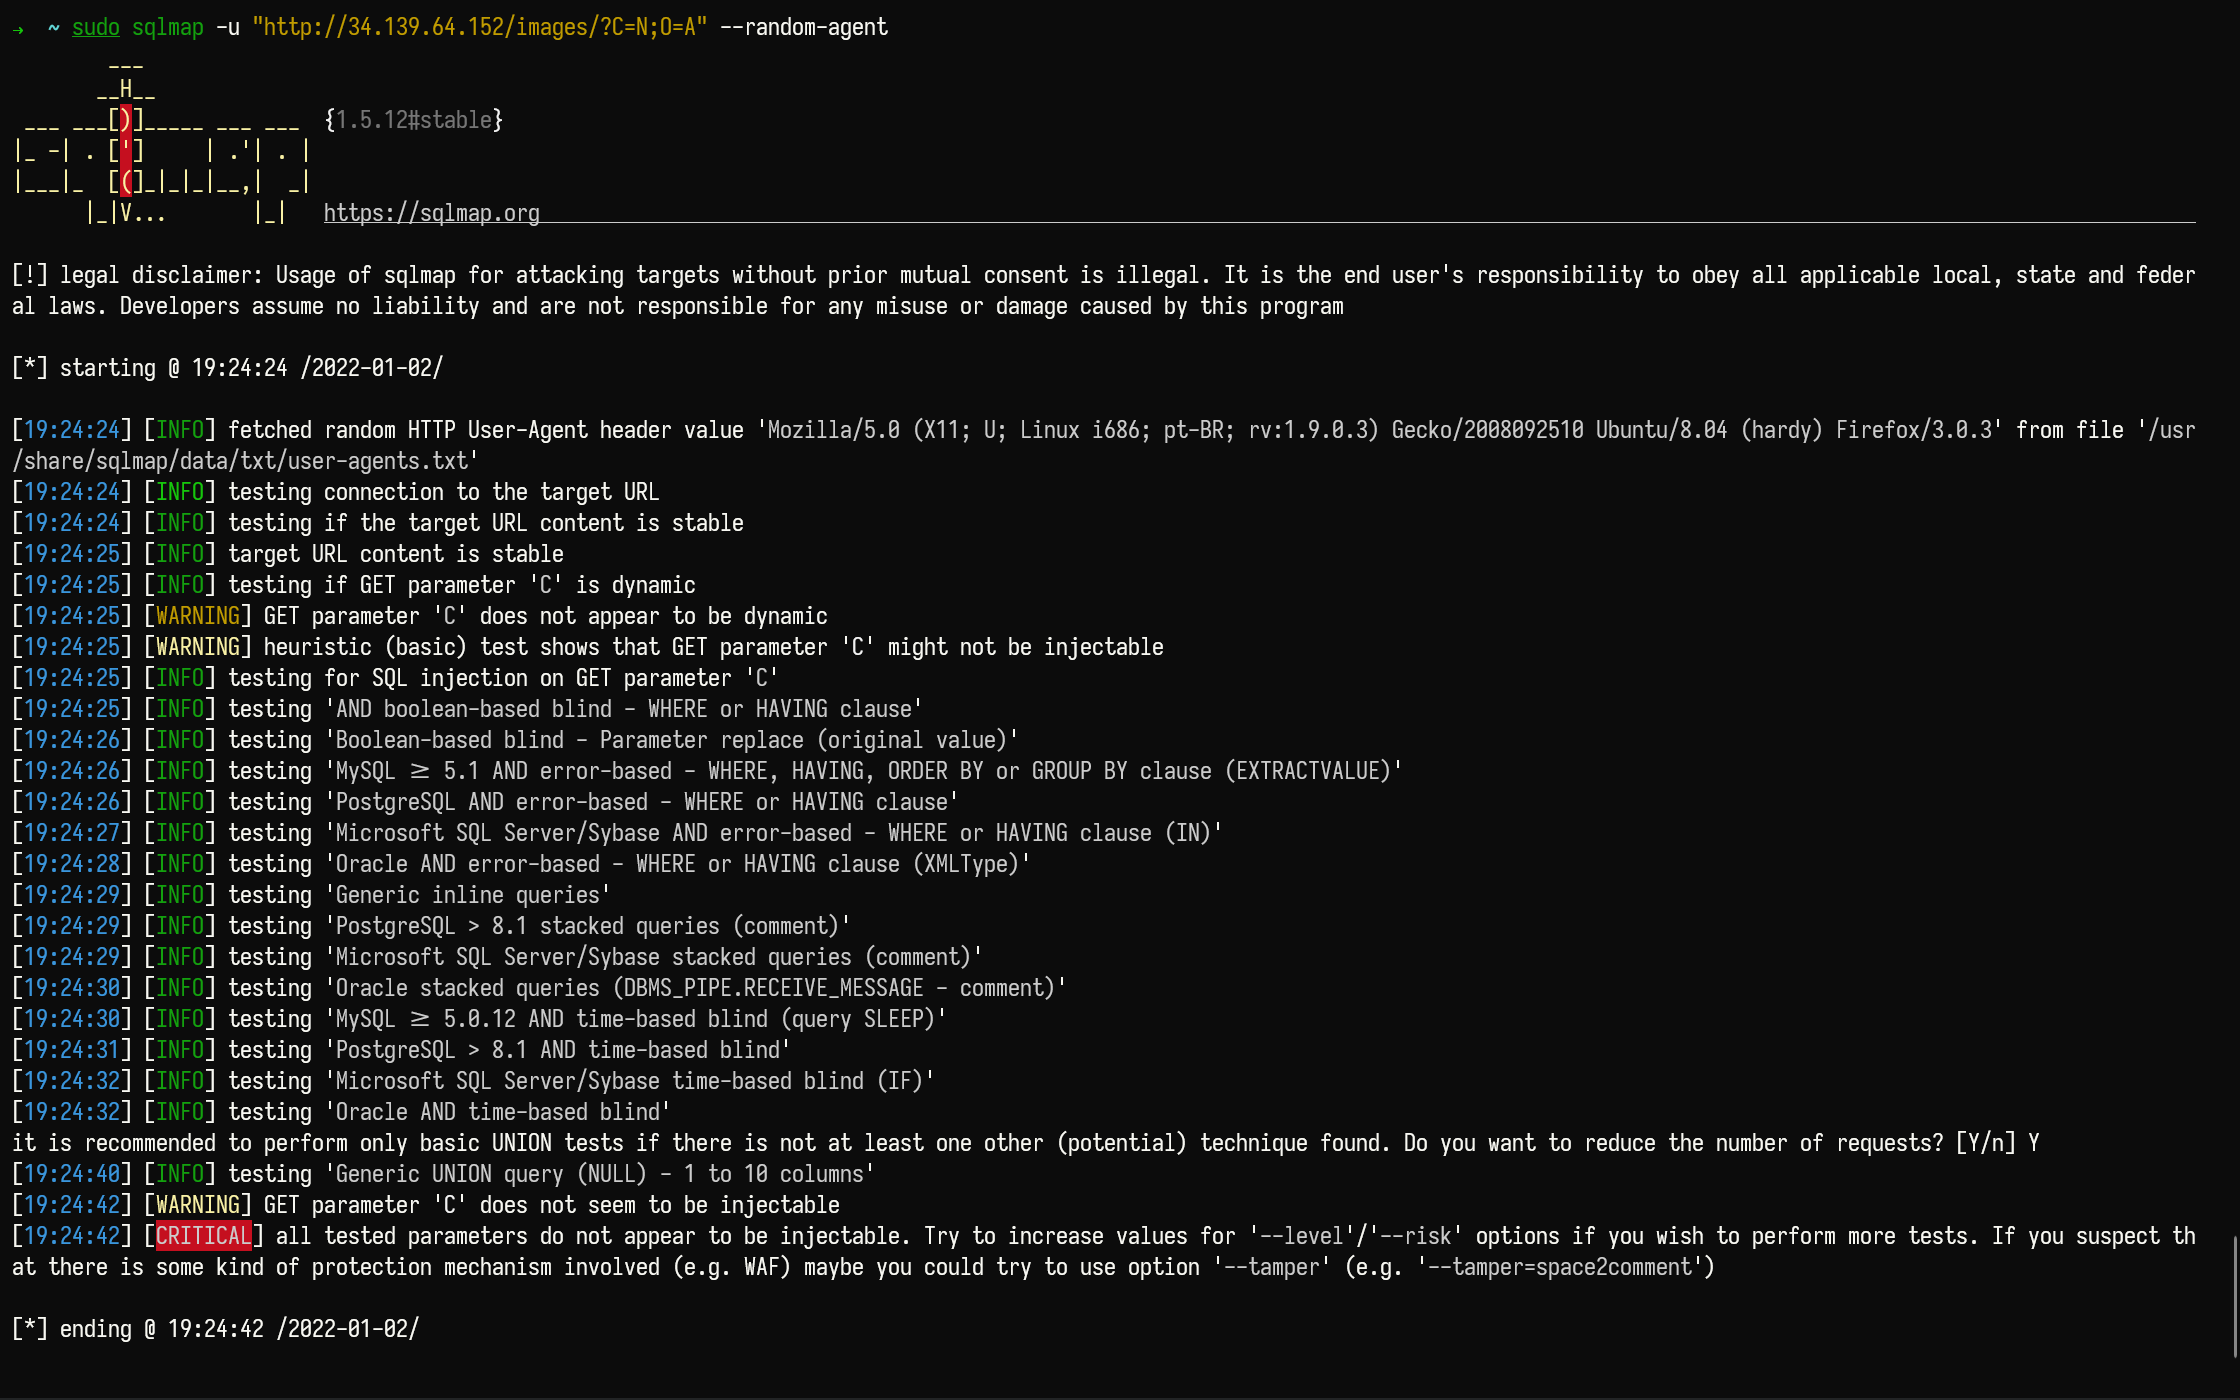 →  ~ sudo sqlmap -u "http://34.139.64.152/images/?C=N;O=A" --random-agent
        ___
       __H__
 ___ ___[)]_____ ___ ___  {1.5.12#stable}
|_ -| . [']     | .'| . |
|___|_  [(]_|_|_|__,|  _|
      |_|V...       |_|   https://sqlmap.org

[!] legal disclaimer: Usage of sqlmap for attacking targets without prior mutual consent is illegal. It is the end user's responsibility to obey all applicable local, state and feder
al laws. Developers assume no liability and are not responsible for any misuse or damage caused by this program

[*] starting @ 19:24:24 /2022-01-02/

[19:24:24] [INFO] fetched random HTTP User-Agent header value 'Mozilla/5.0 (X11; U; Linux i686; pt-BR; rv:1.9.0.3) Gecko/2008092510 Ubuntu/8.04 (hardy) Firefox/3.0.3' from file '/usr
/share/sqlmap/data/txt/user-agents.txt'
[19:24:24] [INFO] testing connection to the target URL
[19:24:24] [INFO] testing if the target URL content is stable
[19:24:25] [INFO] target URL content is stable
[19:24:25] [INFO] testing if GET parameter 'C' is dynamic
[19:24:25] [WARNING] GET parameter 'C' does not appear to be dynamic
[19:24:25] [WARNING] heuristic (basic) test shows that GET parameter 'C' might not be injectable
[19:24:25] [INFO] testing for SQL injection on GET parameter 'C'
[19:24:25] [INFO] testing 'AND boolean-based blind - WHERE or HAVING clause'
[19:24:26] [INFO] testing 'Boolean-based blind - Parameter replace (original value)'
[19:24:26] [INFO] testing 'MySQL ≥ 5.1 AND error-based - WHERE, HAVING, ORDER BY or GROUP BY clause (EXTRACTVALUE)'
[19:24:26] [INFO] testing 'PostgreSQL AND error-based - WHERE or HAVING clause'
[19:24:27] [INFO] testing 'Microsoft SQL Server/Sybase AND error-based - WHERE or HAVING clause (IN)'
[19:24:28] [INFO] testing 'Oracle AND error-based - WHERE or HAVING clause (XMLType)'
[19:24:29] [INFO] testing 'Generic inline queries'
[19:24:29] [INFO] testing 'PostgreSQL > 8.1 stacked queries (comment)'
[19:24:29] [INFO] testing 'Microsoft SQL Server/Sybase stacked queries (comment)'
[19:24:30] [INFO] testing 'Oracle stacked queries (DBMS_PIPE.RECEIVE_MESSAGE - comment)'
[19:24:30] [INFO] testing 'MySQL ≥ 5.0.12 AND time-based blind (query SLEEP)'
[19:24:31] [INFO] testing 'PostgreSQL > 8.1 AND time-based blind'
[19:24:32] [INFO] testing 'Microsoft SQL Server/Sybase time-based blind (IF)'
[19:24:32] [INFO] testing 'Oracle AND time-based blind'
it is recommended to perform only basic UNION tests if there is not at least one other (potential) technique found. Do you want to reduce the number of requests? [Y/n] Y
[19:24:40] [INFO] testing 'Generic UNION query (NULL) - 1 to 10 columns'
[19:24:42] [WARNING] GET parameter 'C' does not seem to be injectable
[19:24:42] [CRITICAL] all tested parameters do not appear to be injectable. Try to increase values for '--level'/'--risk' options if you wish to perform more tests. If you suspect th
at there is some kind of protection mechanism involved (e.g. WAF) maybe you could try to use option '--tamper' (e.g. '--tamper=space2comment')

[*] ending @ 19:24:42 /2022-01-02/